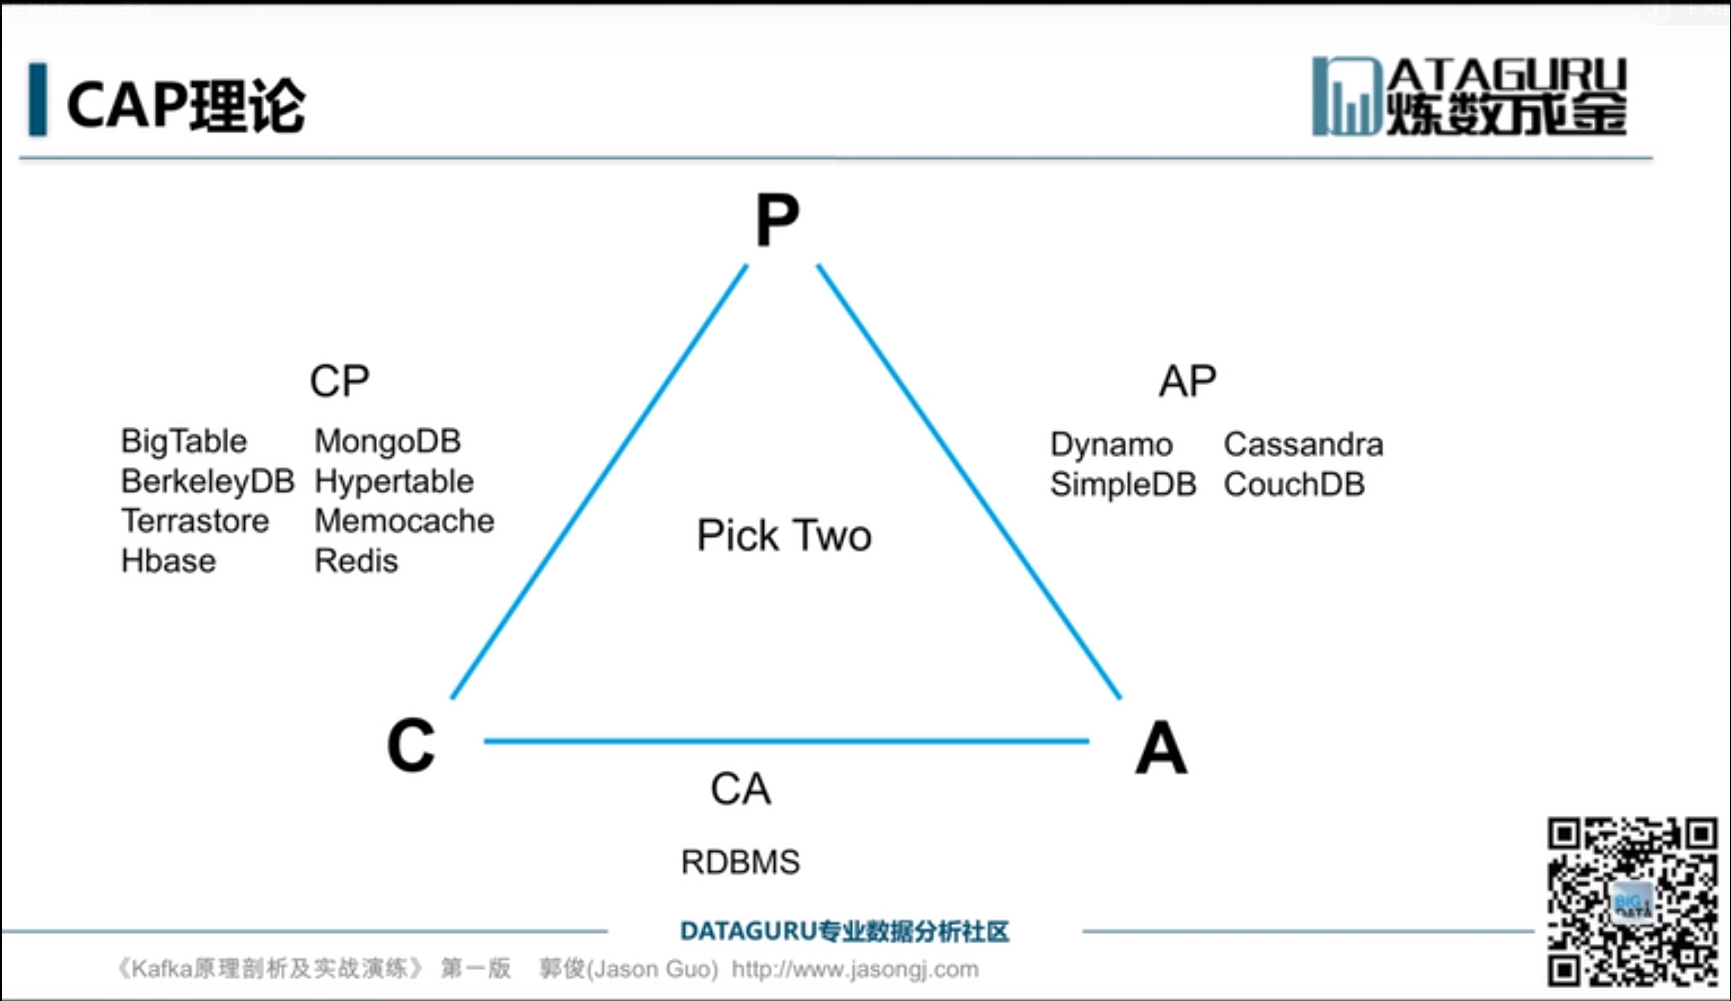 CAP理论
DATAGURU
炼数成金
P
CP
AP
BigTable MongoDB
BerkeleyDB Hypertable
Terrastore Memocache
Hbase Redis
Dynamo Cassandra
SimpleDB CouchDB
Pick Two
C
A
CA
RDBMS
DATAGURU专业数据分析社区
BIG
DATA
《Kafka原理剖析及实战演练》 第一版 郭俊(Jason Guo) http://www.jasongj.com